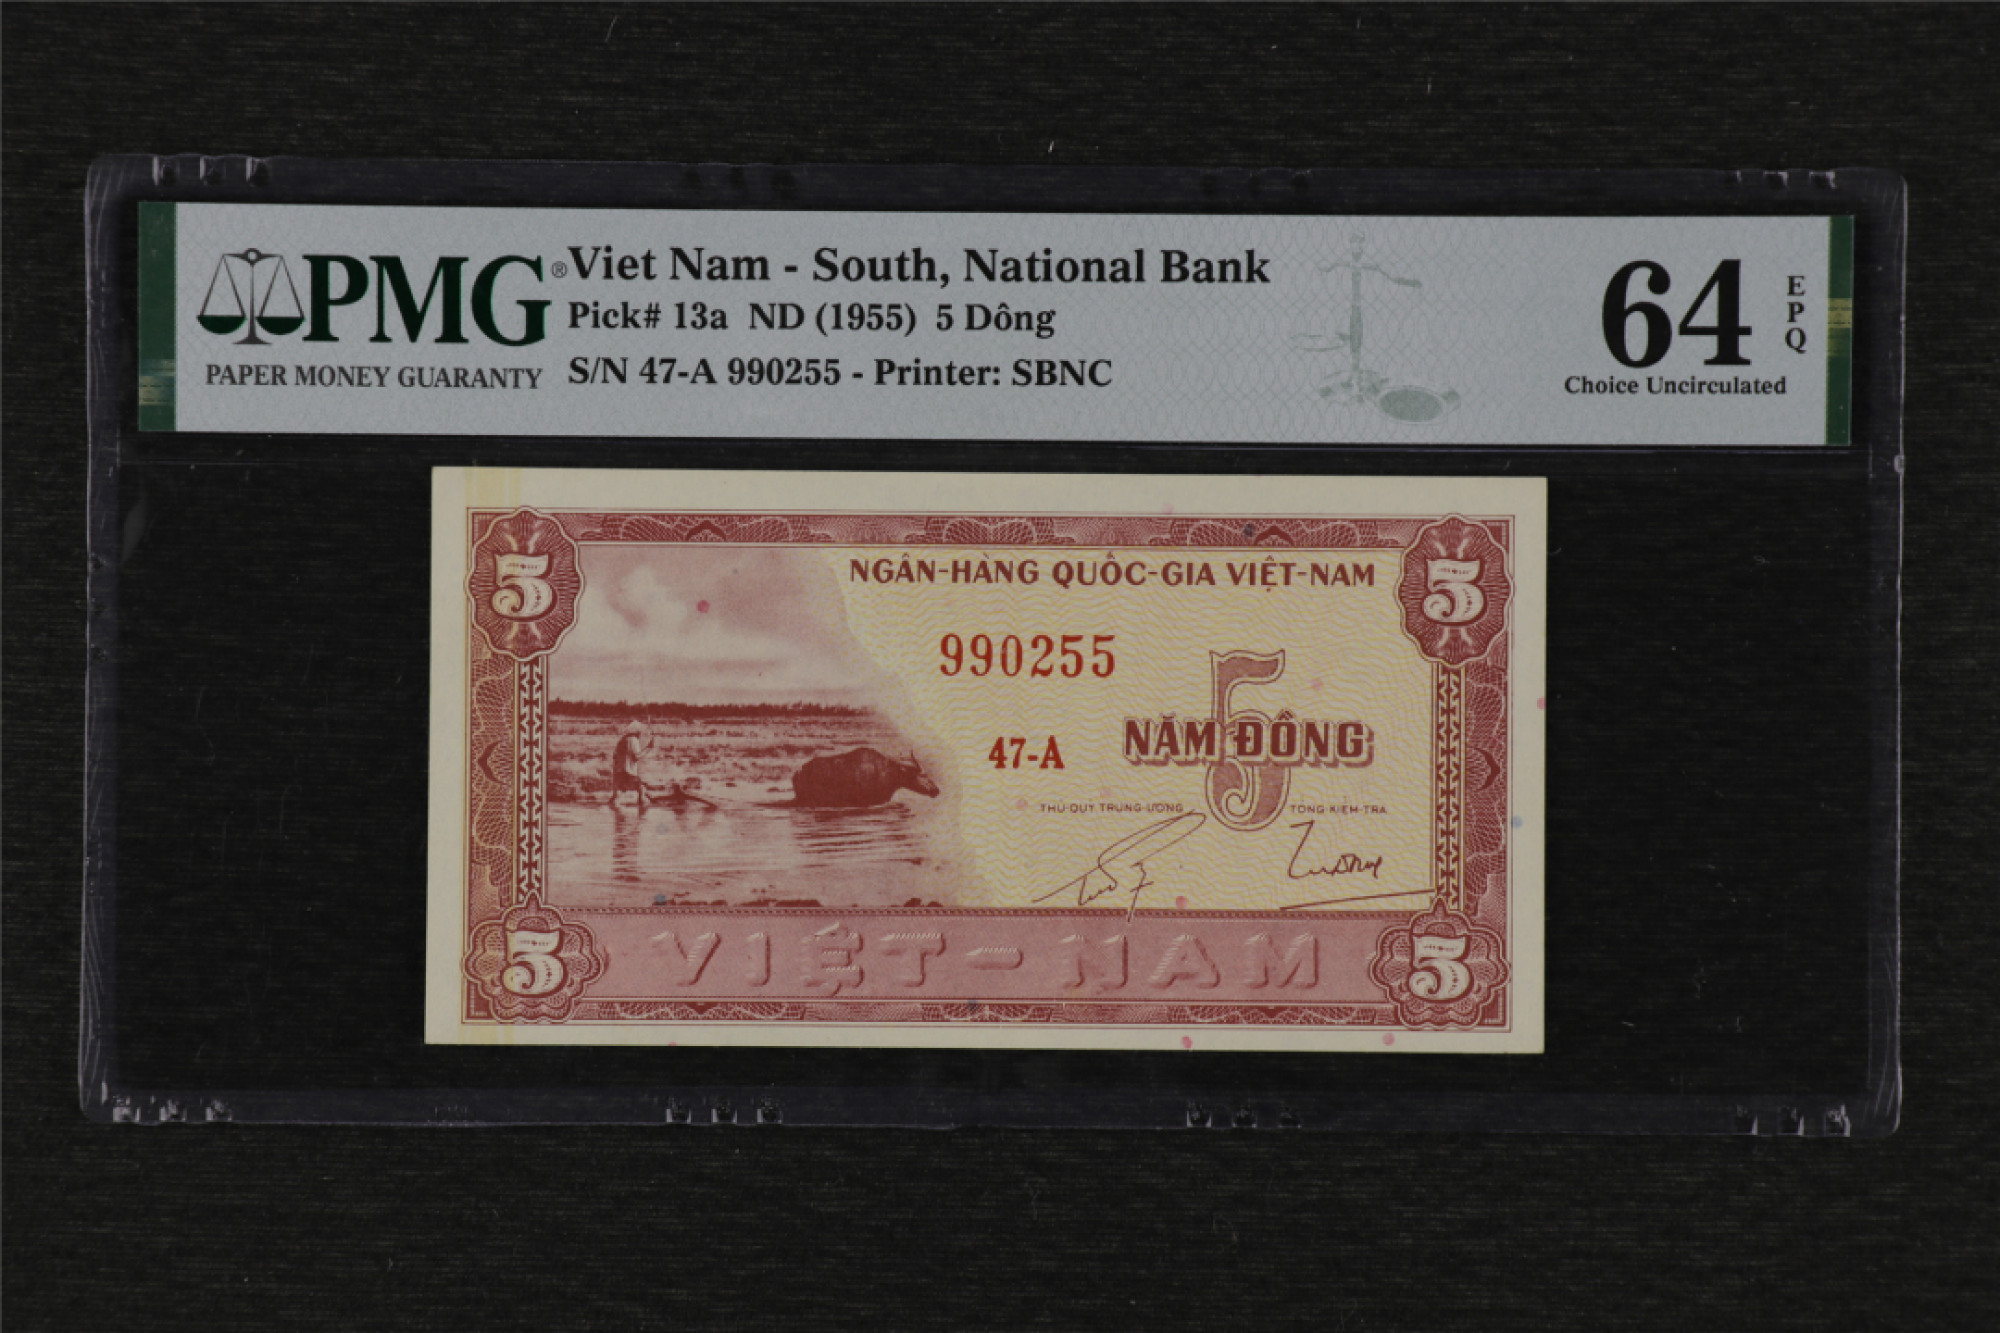 PMG®
PAPER MONEY GUARANTY
Viet Nam - South, National Bank
Pick# 13a ND (1955) 5 Dông
S/N 47-A 990255 - Printer: SBNC
64
EPQ
Choice Uncirculated
5
NGÂN-HÀNG QUỐC-GIA VIỆT-NAM
5
990255
5
47-A
NĂM ĐỒNG
THỦ-QUỸ TRUNG-ƯƠNG
TỔNG-KIỂM-TRA
5
VIỆT-NAM
5